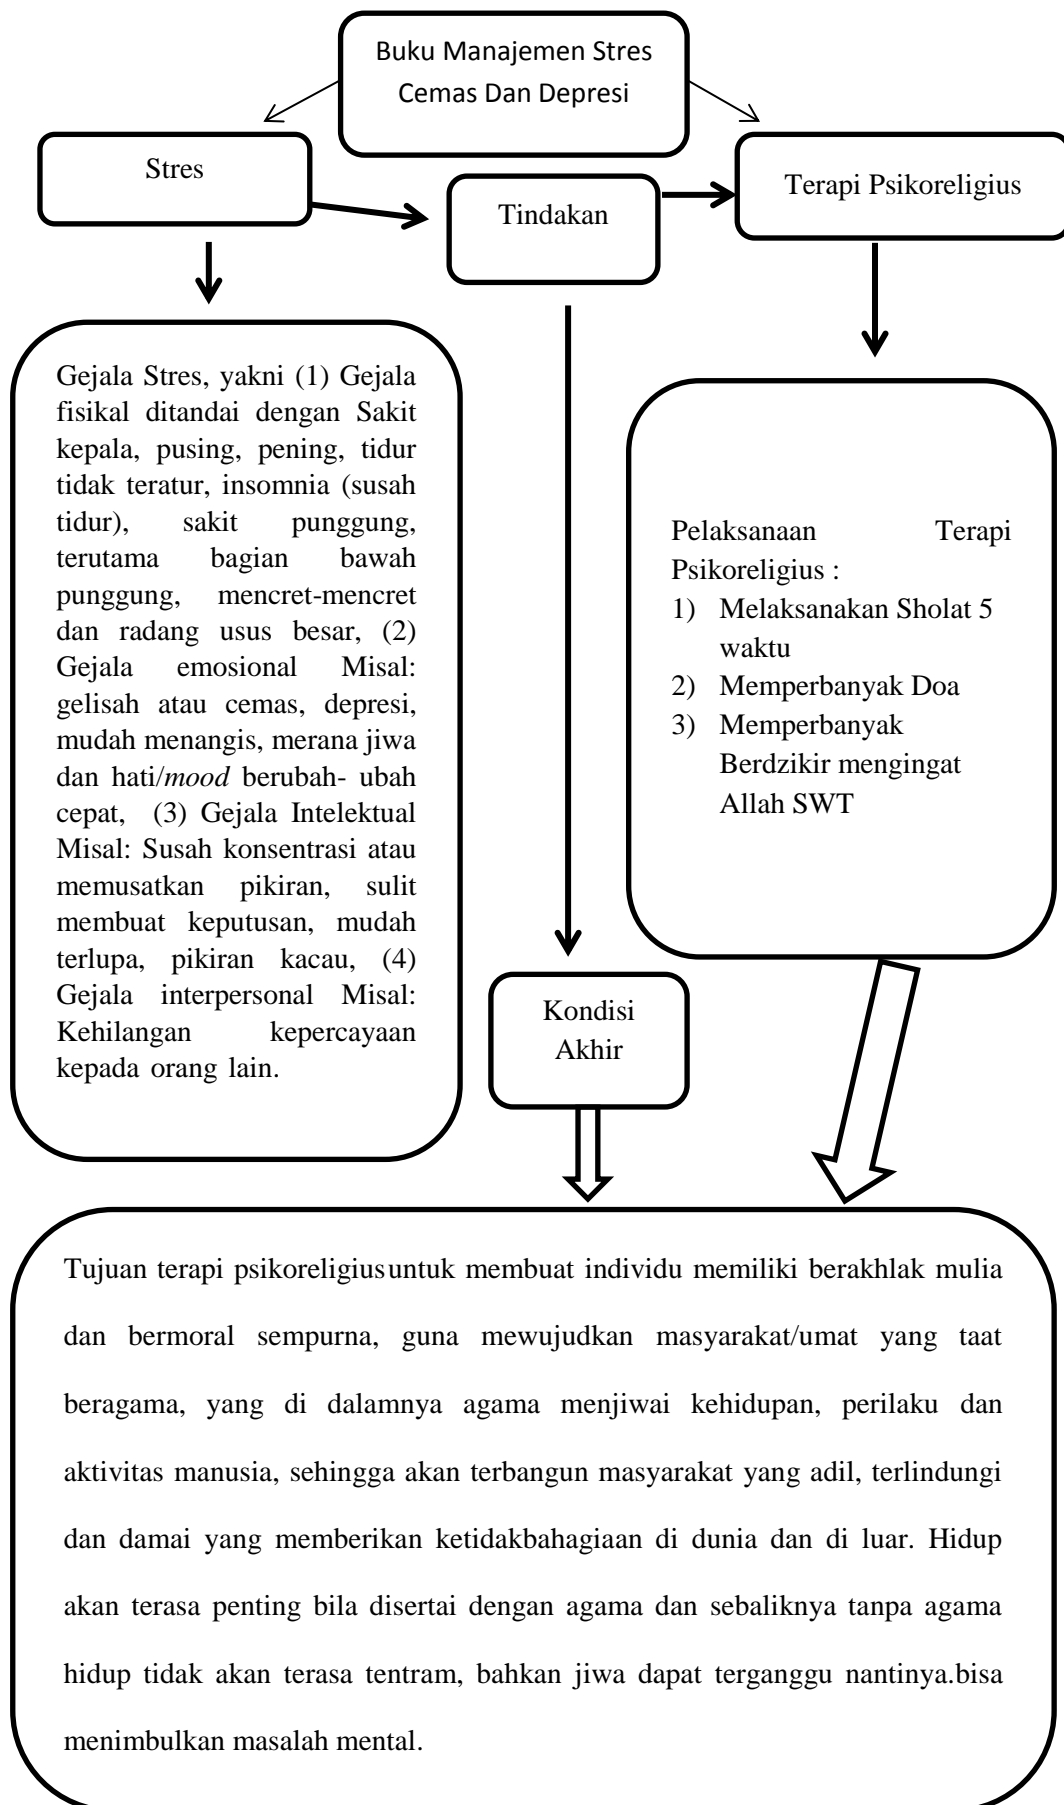 Buku Manajemen Stres
Cemas Dan Depresi
Stres
Tindakan
Terapi Psikoreligius
Gejala Stres, yakni (1) Gejala
fisikal ditandai dengan Sakit
kepala, pusing, pening, tidur
tidak teratur, insomnia (susah
tidur), sakit punggung,
terutama bagian bawah
punggung, mencret-mencret
dan radang usus besar, (2)
Gejala emosional Misal:
gelisah atau cemas, depresi,
mudah menangis, merana jiwa
dan hati/mood berubah- ubah
cepat, (3) Gejala Intelektual
Misal: Susah konsentrasi atau
memusatkan pikiran, sulit
membuat keputusan, mudah
terlupa, pikiran kacau, (4)
Gejala interpersonal Misal:
Kehilangan kepercayaan
kepada orang lain.
Pelaksanaan Terapi
Psikoreligius :
1) Melaksanakan Sholat 5
waktu
2) Memperbanyak Doa
3) Memperbanyak
Berdzikir mengingat
Allah SWT
Kondisi
Akhir
Tujuan terapi psikoreligiusuntuk membuat individu memiliki berakhlak mulia
dan bermoral sempurna, guna mewujudkan masyarakat/umat yang taat
beragama, yang di dalamnya agama menjiwai kehidupan, perilaku dan
aktivitas manusia, sehingga akan terbangun masyarakat yang adil, terlindungi
dan damai yang memberikan ketidakbahagiaan di dunia dan di luar. Hidup
akan terasa penting bila disertai dengan agama dan sebaliknya tanpa agama
hidup tidak akan terasa tentram, bahkan jiwa dapat terganggu nantinya.bisa
menimbulkan masalah mental.